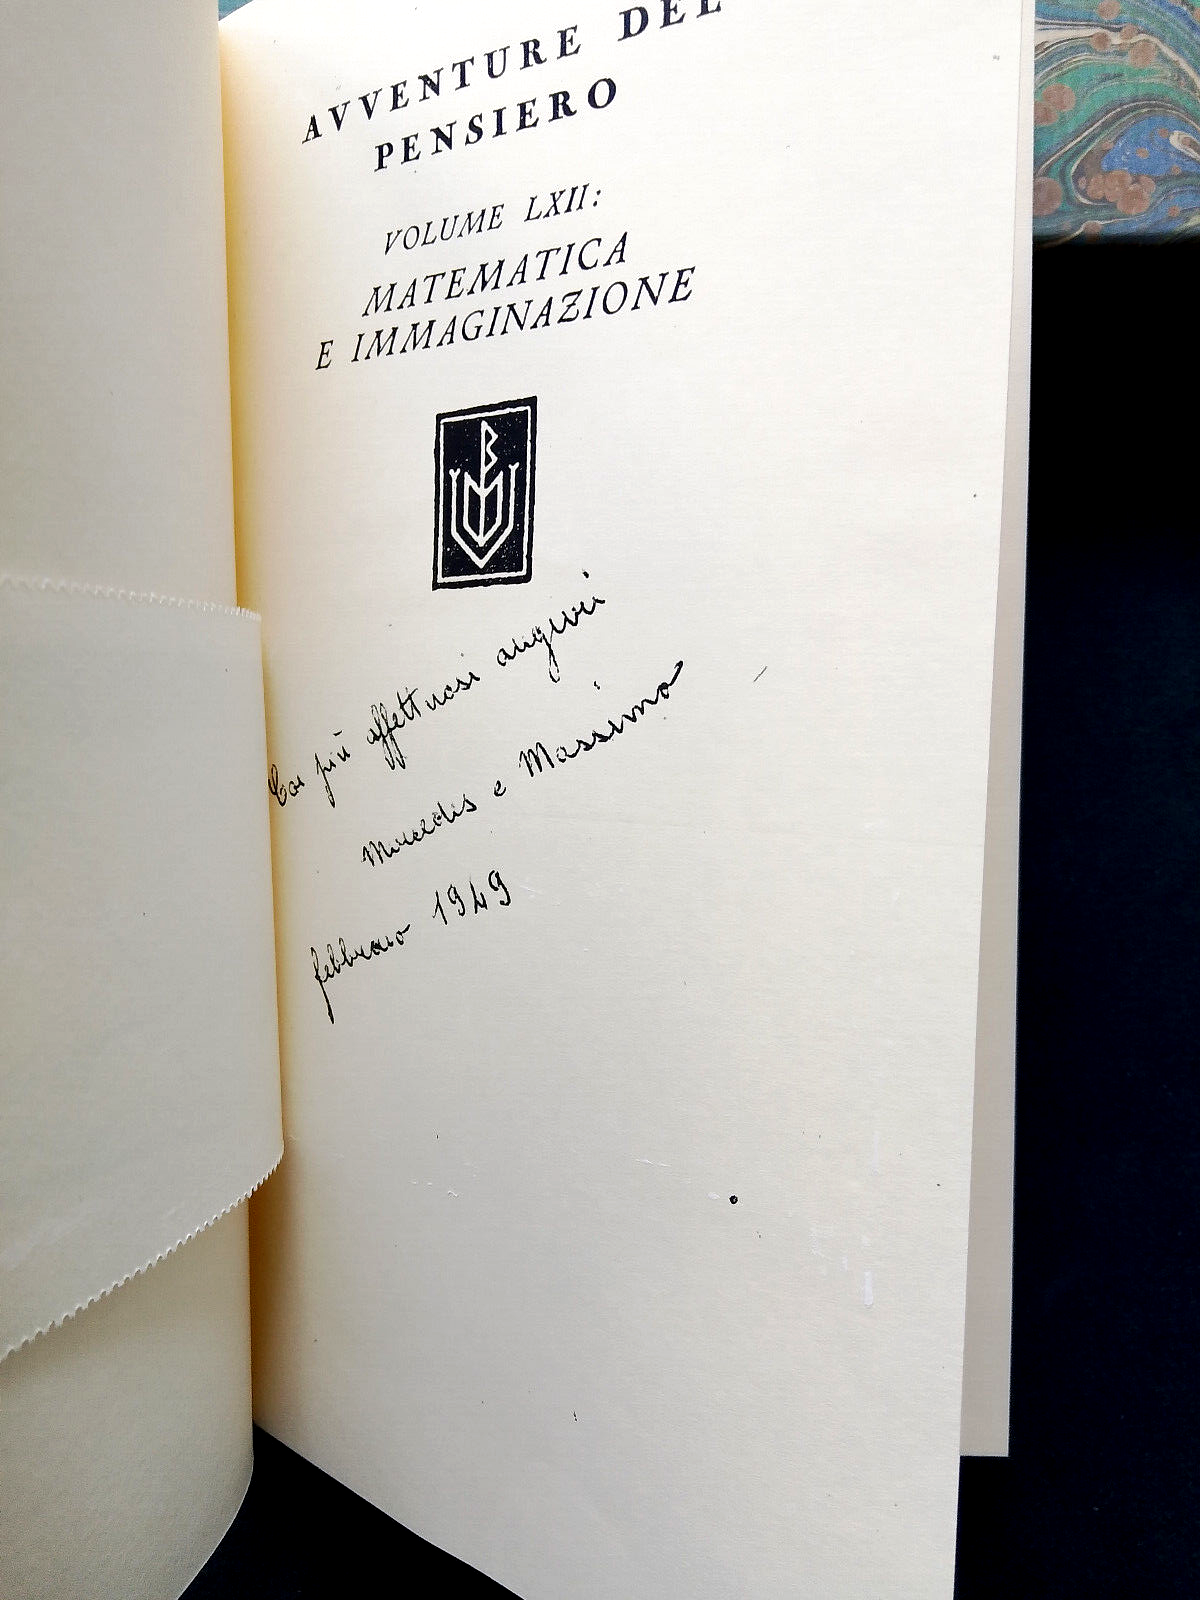 AVVENTURE DEL
PENSIERO
VOLUME LXII:
MATEMATICA
E IMMAGINAZIONE
Coi più affettuosi auguri
Mercedes e Massimo
febbraio 1949